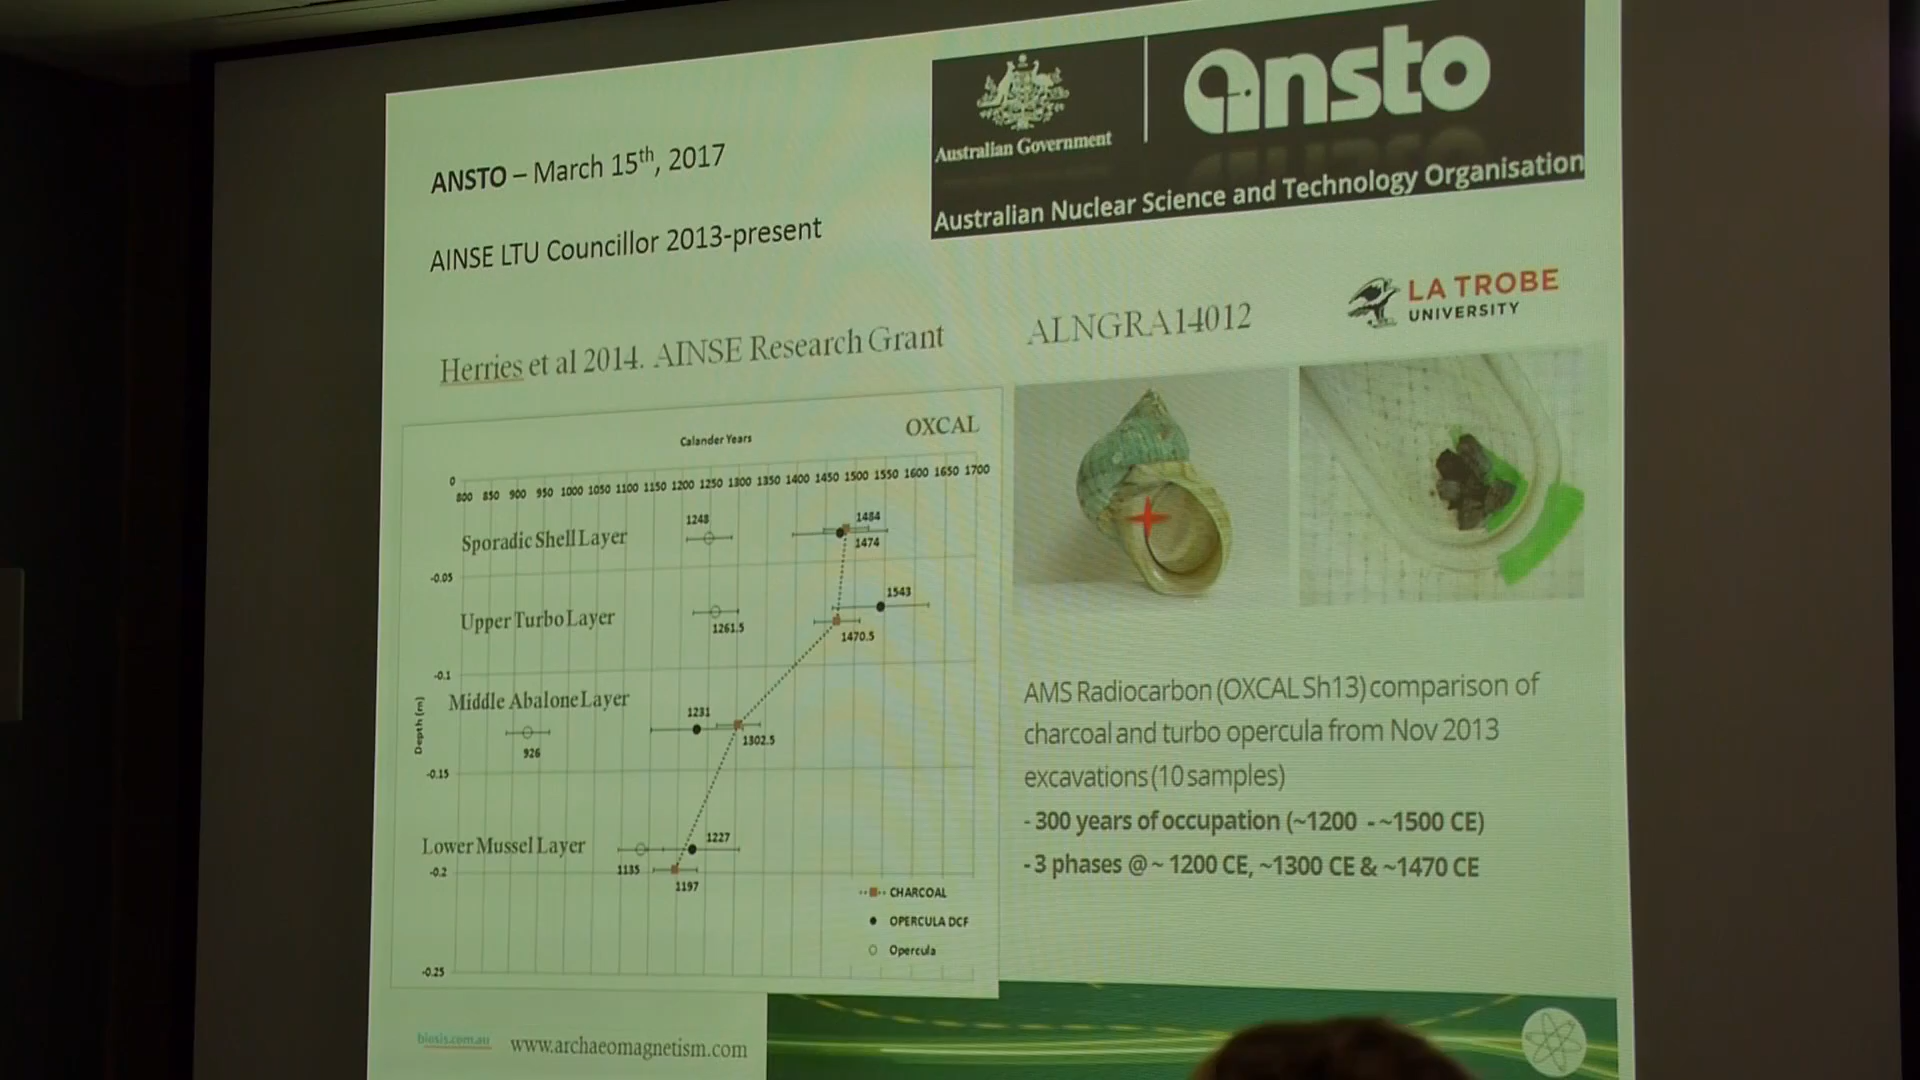 ANSTO – March 15th, 2017
AINSE LTU Councillor 2013-present
Australian Government
ansto
Australian Nuclear Science and Technology Organisation
LA TROBE
UNIVERSITY
Herries et al 2014. AINSE Research Grant
ALNGRA14012
OXCAL
Calander Years
0
800 850 900 950 1000 1050 1100 1150 1200 1250 1300 1350 1400 1450 1500 1550 1600 1650 1700
Sporadic Shell Layer
1248
1484
1474
-0.05
Upper Turbo Layer
1261.5
1543
1470.5
-0.1
Middle Abalone Layer
926
1231
1302.5
Depth (m)
-0.15
Lower Mussel Layer
1135
1227
1197
-0.2
CHARCOAL
OPERCULA DCF
Opercula
-0.25
AMS Radiocarbon (OXCAL Sh13) comparison of
charcoal and turbo opercula from Nov 2013
excavations (10 samples)
- 300 years of occupation (~1200 - ~1500 CE)
- 3 phases @ ~ 1200 CE, ~1300 CE & ~1470 CE
biosis.com.au
www.archaeomagnetism.com